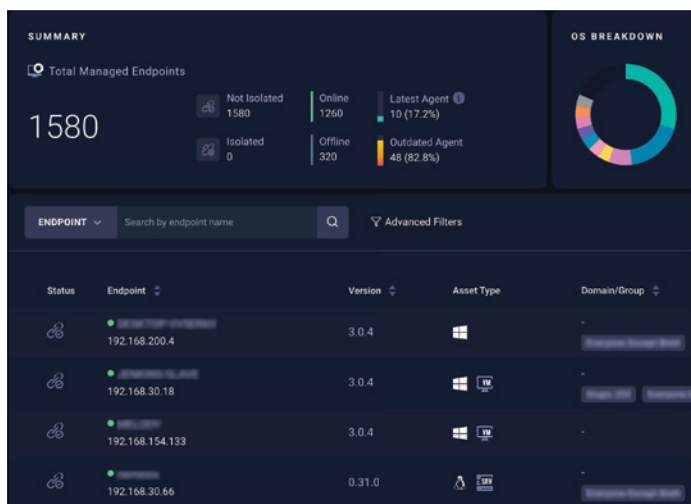 SUMMARY
Total Managed Endpoints
1580
Not Isolated
1580
Isolated
0
Online
1260
Offline
320
Latest Agent
10 (17.2%)
Outdated Agent
48 (82.8%)
OS BREAKDOWN
ENDPOINT
Search by endpoint name
Advanced Filters
Status Endpoint Version Asset Type Domain/Group
-
192.168.200.4 3.0.4
-
192.168.30.18 3.0.4 VM
192.168.154.133 3.0.4 VM -
-
192.168.30.66 0.31.0 SRV